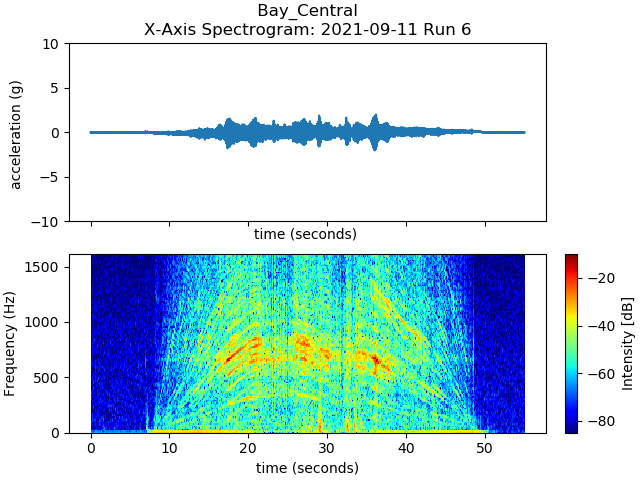 Bay_Central
X-Axis Spectrogram: 2021-09-11 Run 6
10
5
0
−5
−10
acceleration (g)
time (seconds)
1500
1000
500
0
Frequency (Hz)
0 10 20 30 40 50
time (seconds)
−20
−40
−60
−80
Intensity [dB]